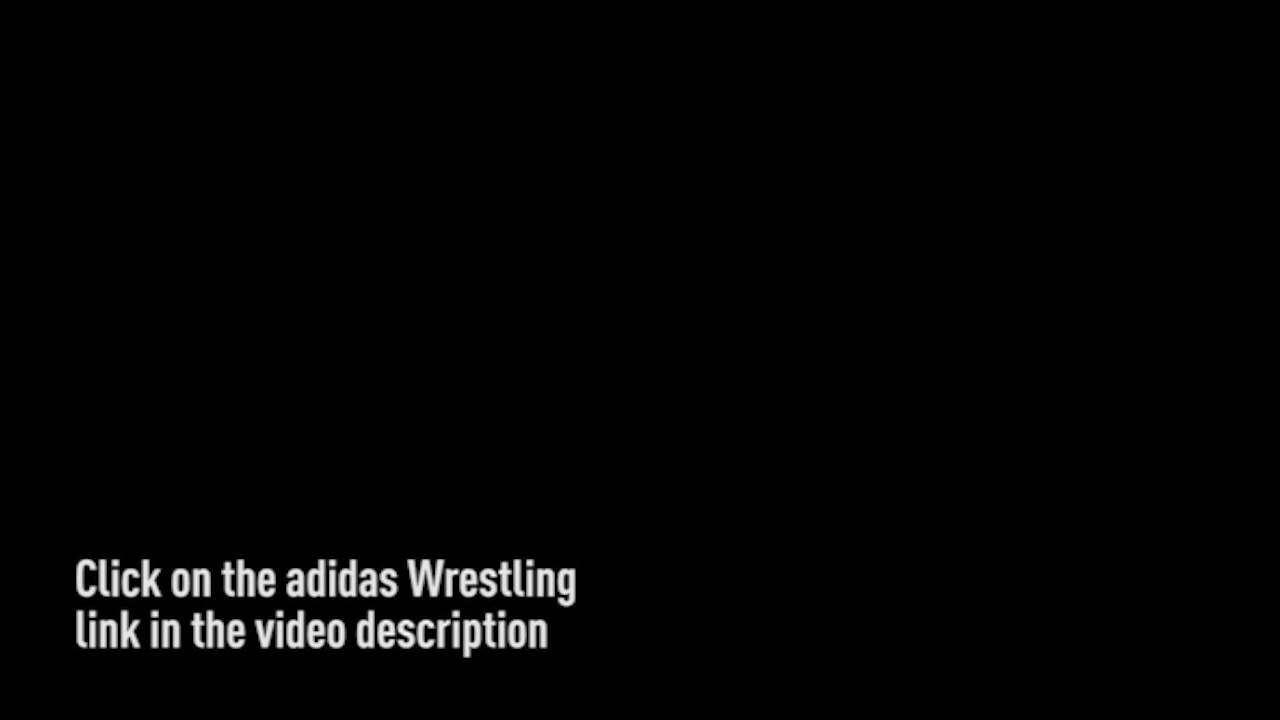 Click on the adidas Wrestling
link in the video description